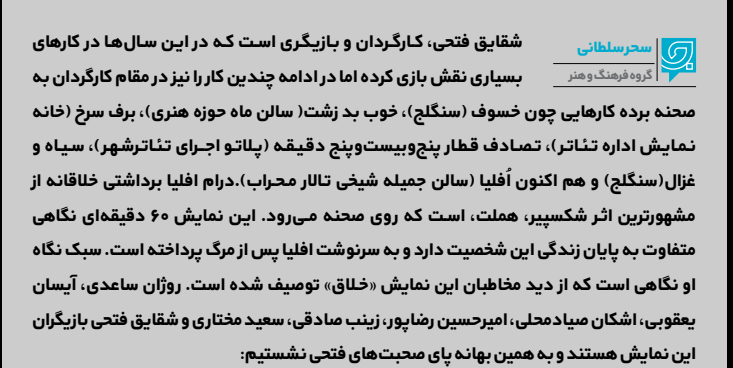 سحر سلطانی
گروه فرهنگ و هنر
شقایق فتحی، کارگردان و بازیگری است که در این سال‌ها در کارهای
بسیاری نقش بازی کرده اما در ادامه چندین کار را نیز در مقام کارگردان به
صحنه برده کارهایی چون خسوف (سنگلج)، خوب بد زشت( سالن ماه حوزه هنری)، برف سرخ (خانه
نمایش اداره تئاتر)، تصادف قطار پنج‌وبیست‌وپنج دقیقه (پلاتو اجرای تئاترشهر)، سیاه و
غزال(سنگلج) و هم اکنون اُفلیا (سالن جمیله شیخی تالار محراب).درام افلیا برداشتی خلاقانه از
مشهورترین اثر شکسپیر، هملت، است که روی صحنه می‌رود. این نمایش ۶۰ دقیقه‌ای نگاهی
متفاوت به پایان زندگی این شخصیت دارد و به سرنوشت افلیا پس از مرگ پرداخته است. سبک نگاه
او نگاهی است که از دید مخاطبان این نمایش «خلاق» توصیف شده است. روژان ساعدی، آیسان
یعقوبی، اشکان صیادمحلی، امیرحسین رضاپور، زینب صادقی، سعید مختاری و شقایق فتحی بازیگران
این نمایش هستند و به همین بهانه پای صحبت‌های فتحی نشستیم: